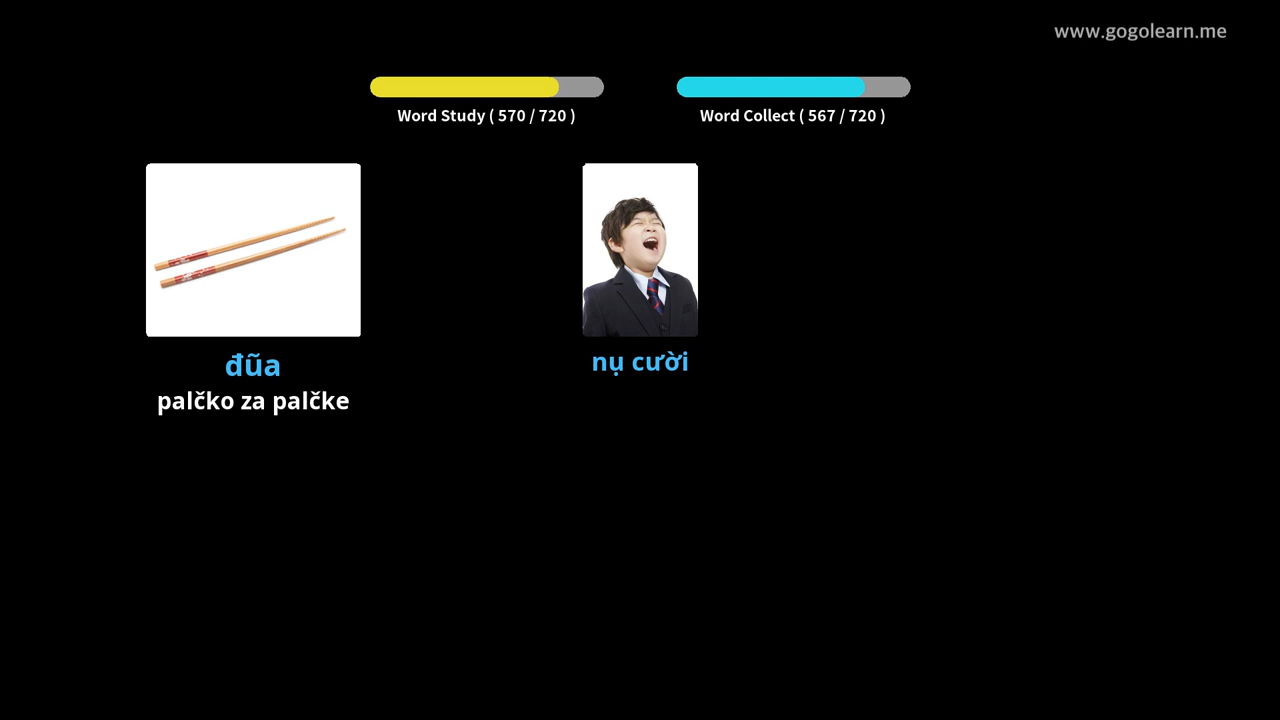 www.gogolearn.me
Word Study ( 570 / 720 )
Word Collect ( 567 / 720 )
đũa
palčko za palčke
nụ cười